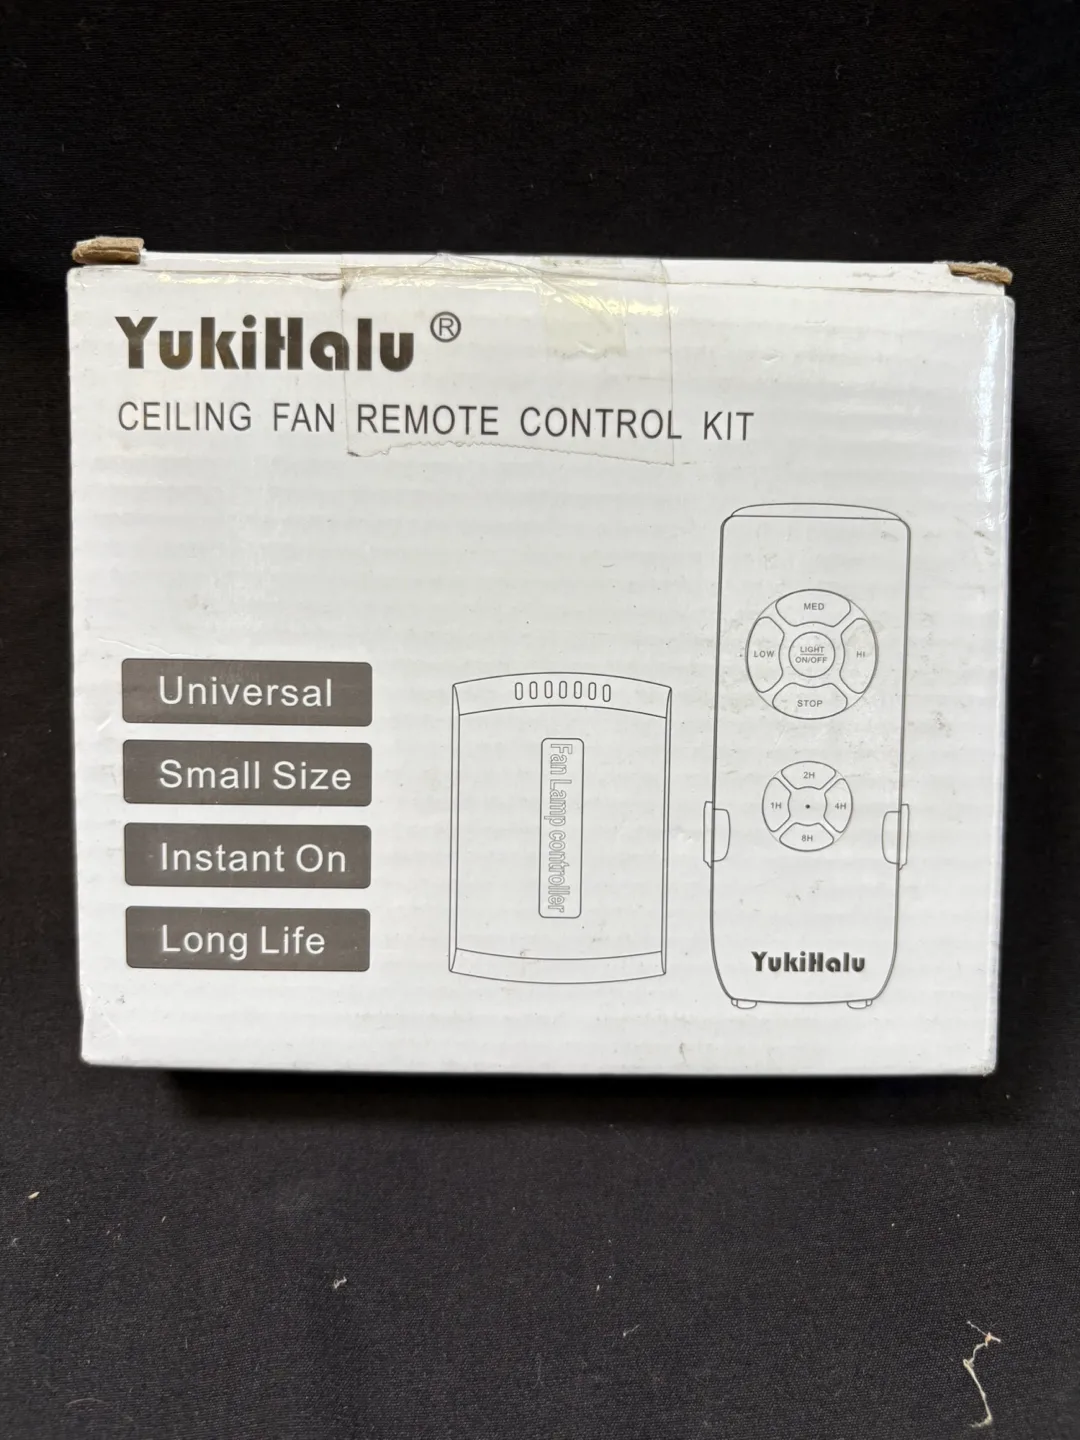 YukiHalu ®
CEILING FAN REMOTE CONTROL KIT
Universal
Small Size
Instant On
Long Life
Fan Lamp controller
MED
LOW
LIGHT
ON/OFF
HI
STOP
2H
1H
4H
8H
YukiHalu